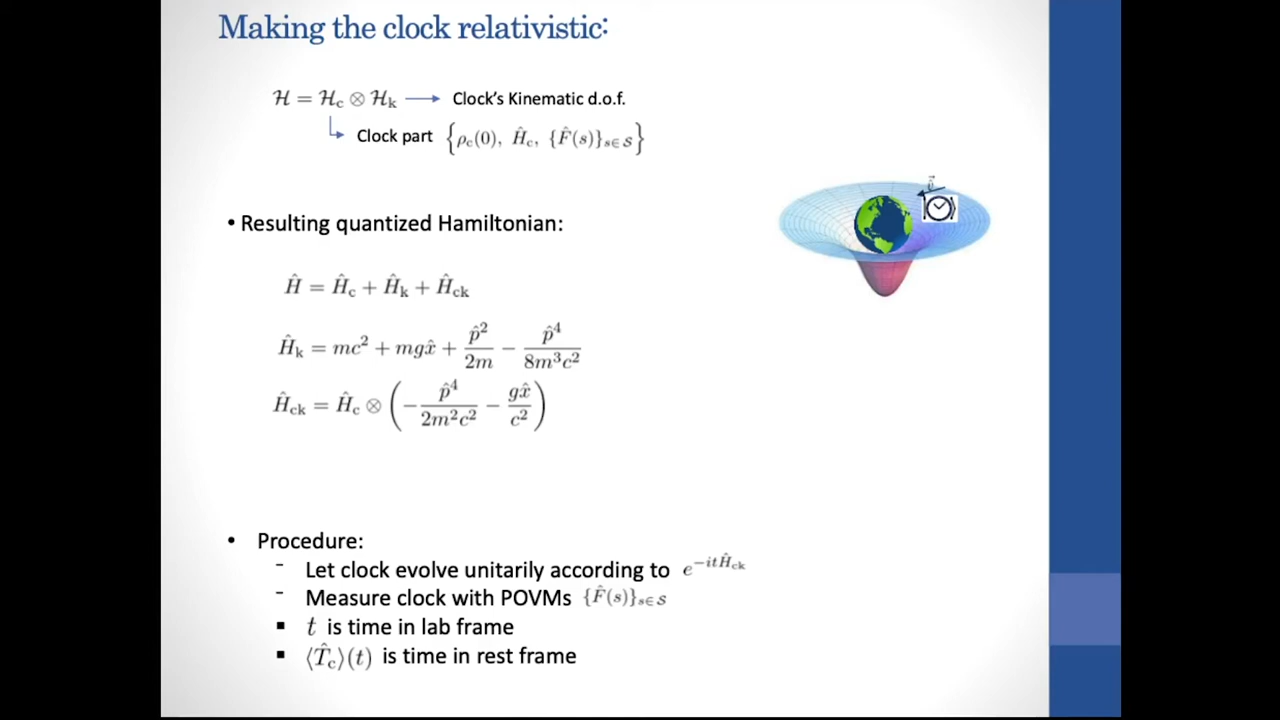 Making the clock relativistic:
ℋ = ℋ_c ⊗ ℋ_k → Clock's Kinematic d.o.f.
↳ Clock part {ρ_c(0), Ĥ_c, {F̂(s)}_{s∈𝒮}}
v⃗
• Resulting quantized Hamiltonian:
Ĥ = Ĥ_c + Ĥ_k + Ĥ_ck
Ĥ_k = mc² + mgx̂ + p̂²/2m − p̂⁴/8m³c²
Ĥ_ck = Ĥ_c ⊗ (−p̂⁴/2m²c² − gx̂/c²)
• Procedure:
- Let clock evolve unitarily according to e^{−itĤ_ck}
- Measure clock with POVMs {F̂(s)}_{s∈𝒮}
▪ t is time in lab frame
▪ ⟨T̂_c⟩(t) is time in rest frame